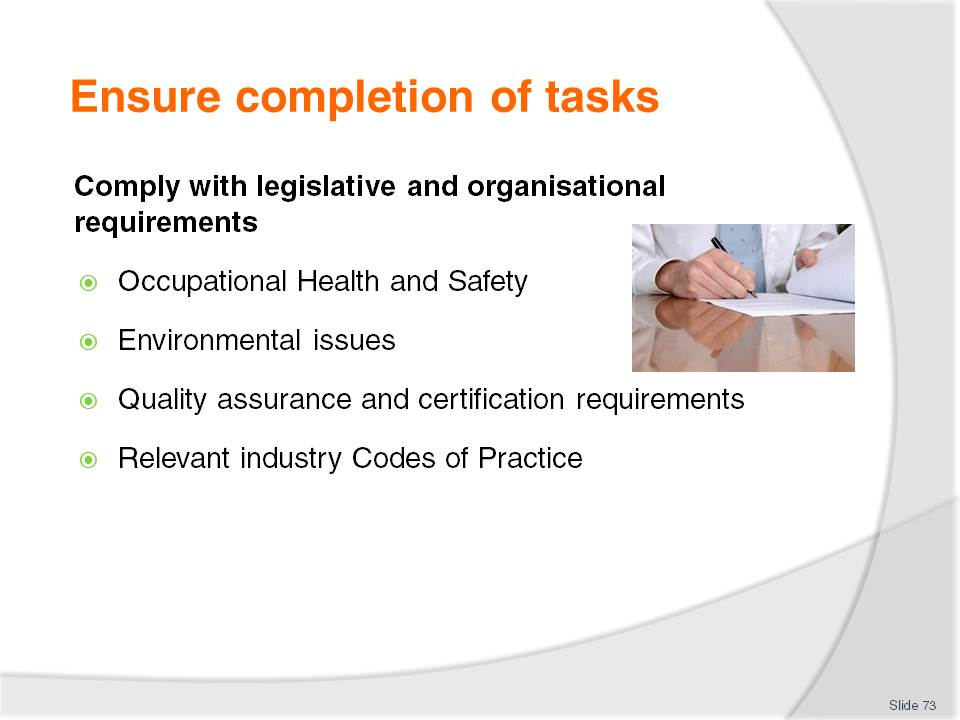 Ensure completion of tasks
Comply with legislative and organisational
requirements
Occupational Health and Safety
Environmental issues
Quality assurance and certification requirements
Relevant industry Codes of Practice
Slide 73